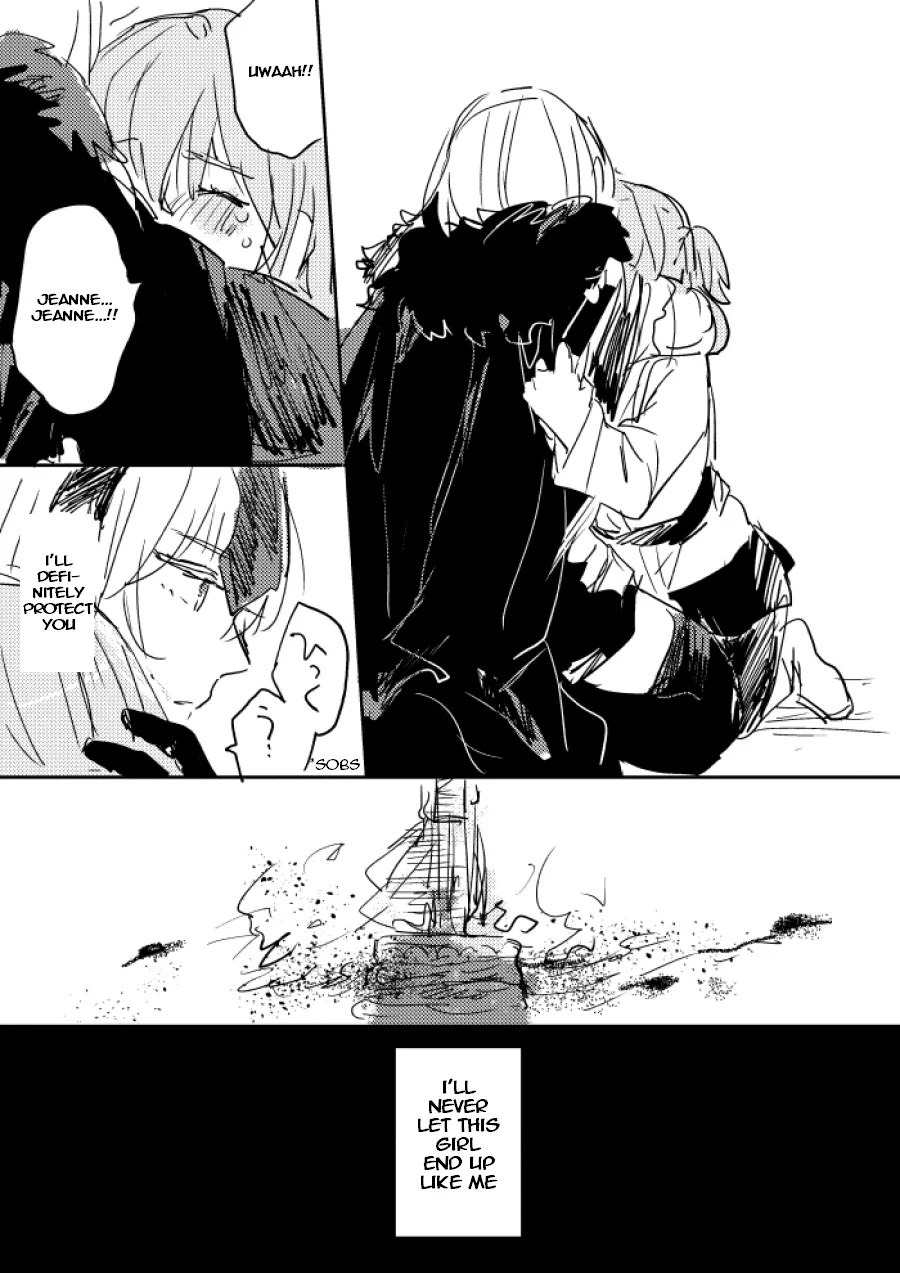 UWAAH!!
JEANNE...
JEANNE...!!
I'LL
DEFI-
NITELY
PROTECT
YOU
*SOBS
I'LL
NEVER
LET THIS
GIRL
END UP
LIKE ME